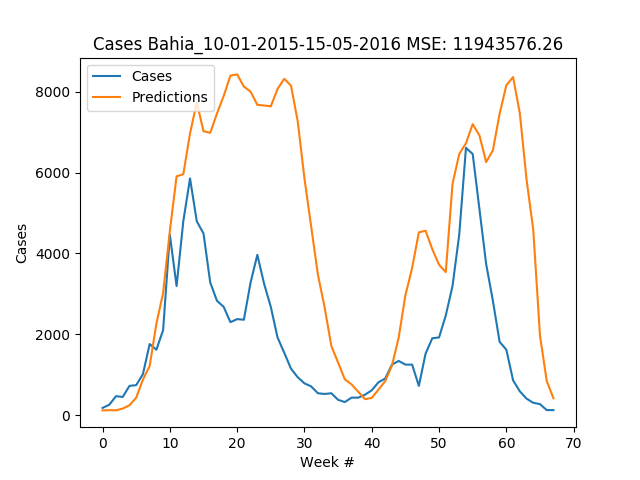 Cases Bahia_10-01-2015-15-05-2016 MSE: 11943576.26
Cases
Predictions
8000
6000
4000
2000
0
Cases
0 10 20 30 40 50 60 70
Week #